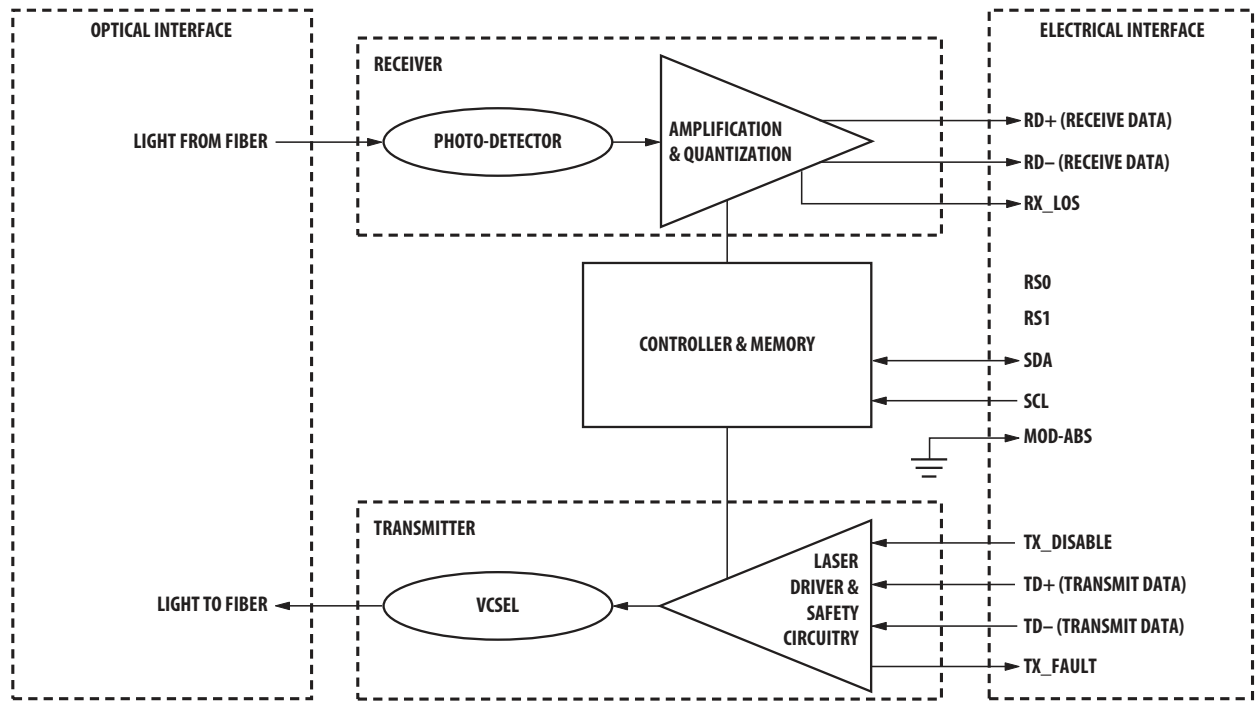 OPTICAL INTERFACE
ELECTRICAL INTERFACE
RECEIVER
LIGHT FROM FIBER
PHOTO-DETECTOR
AMPLIFICATION
& QUANTIZATION
RD+ (RECEIVE DATA)
RD– (RECEIVE DATA)
RX_LOS
CONTROLLER & MEMORY
RS0
RS1
SDA
SCL
MOD-ABS
TRANSMITTER
LIGHT TO FIBER
VCSEL
LASER
DRIVER &
SAFETY
CIRCUITRY
TX_DISABLE
TD+ (TRANSMIT DATA)
TD– (TRANSMIT DATA)
TX_FAULT